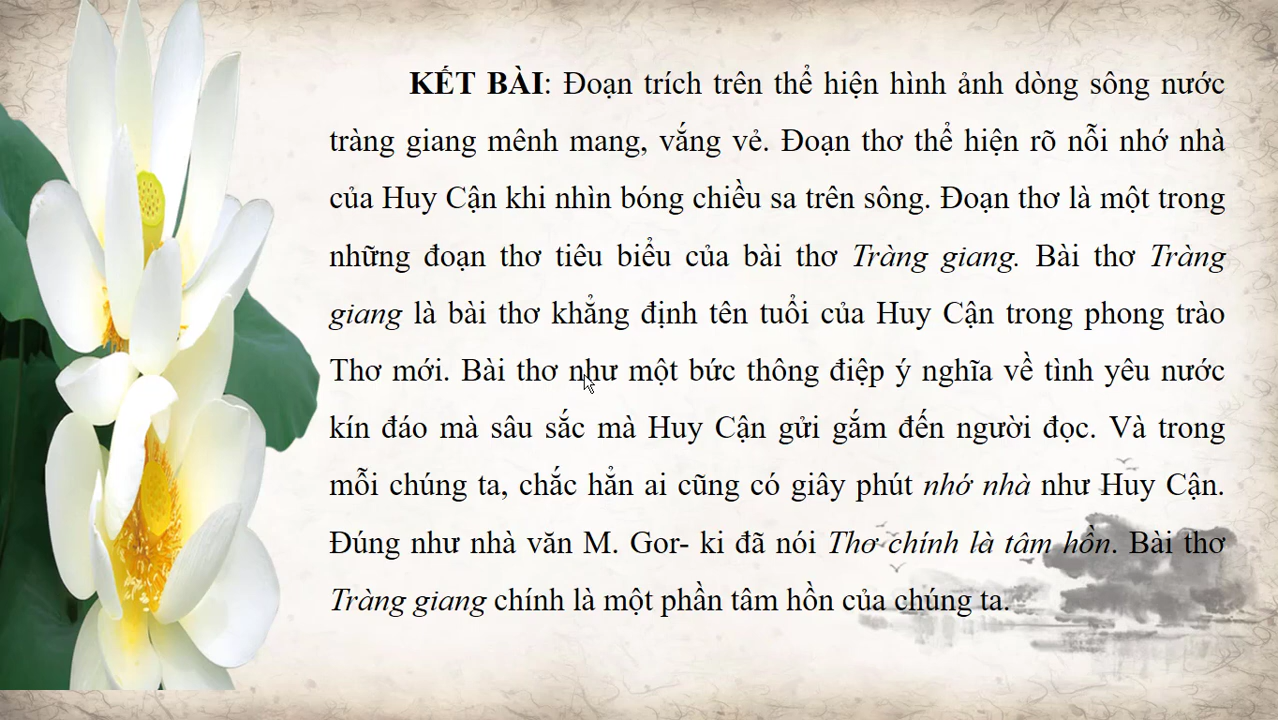 KẾT BÀI: Đoạn trích trên thể hiện hình ảnh dòng sông nước
tràng giang mênh mang, vắng vẻ. Đoạn thơ thể hiện rõ nỗi nhớ nhà
của Huy Cận khi nhìn bóng chiều sa trên sông. Đoạn thơ là một trong
những đoạn thơ tiêu biểu của bài thơ Tràng giang. Bài thơ Tràng
giang là bài thơ khẳng định tên tuổi của Huy Cận trong phong trào
Thơ mới. Bài thơ như một bức thông điệp ý nghĩa về tình yêu nước
kín đáo mà sâu sắc mà Huy Cận gửi gắm đến người đọc. Và trong
mỗi chúng ta, chắc hẳn ai cũng có giây phút nhớ nhà như Huy Cận.
Đúng như nhà văn M. Gor- ki đã nói Thơ chính là tâm hồn. Bài thơ
Tràng giang chính là một phần tâm hồn của chúng ta.